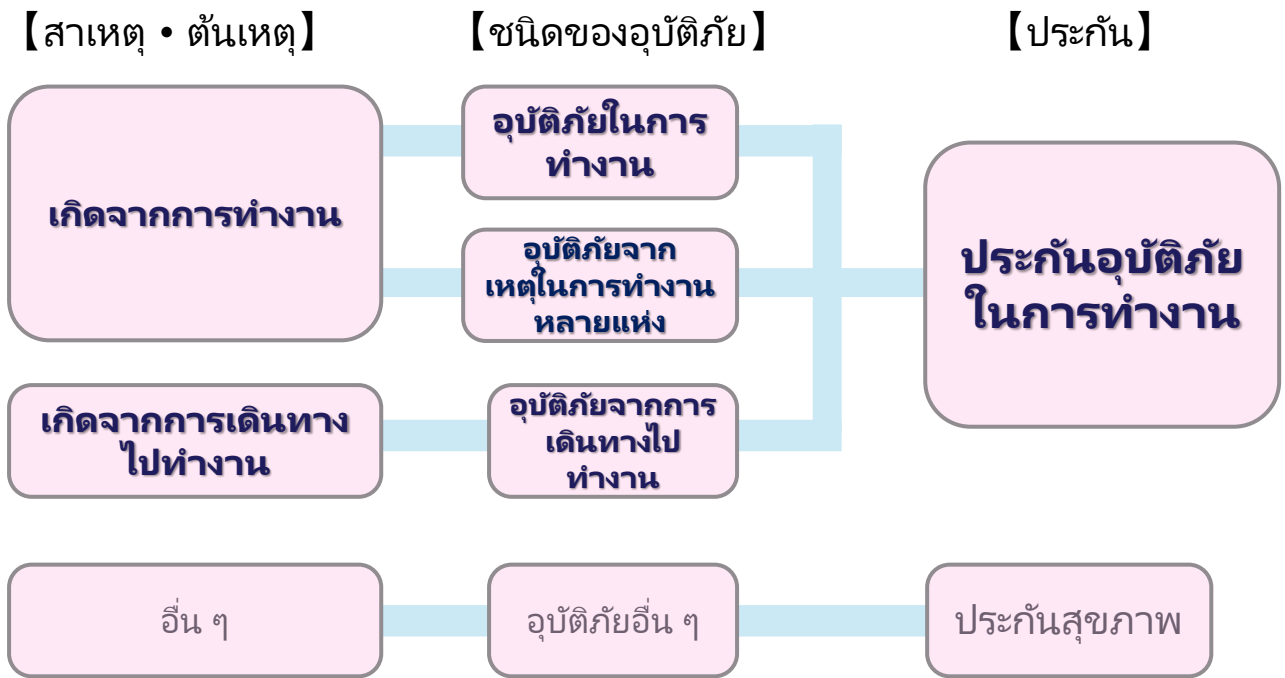 【สาเหตุ • ต้นเหตุ】
【ชนิดของอุบัติภัย】
【ประกัน】
เกิดจากการทำงาน
อุบัติภัยในการ
ทำงาน
อุบัติภัยจาก
เหตุในการทำงาน
หลายแห่ง
ประกันอุบัติภัย
ในการทำงาน
เกิดจากการเดินทาง
ไปทำงาน
อุบัติภัยจากการ
เดินทางไป
ทำงาน
อื่น ๆ
อุบัติภัยอื่น ๆ
ประกันสุขภาพ